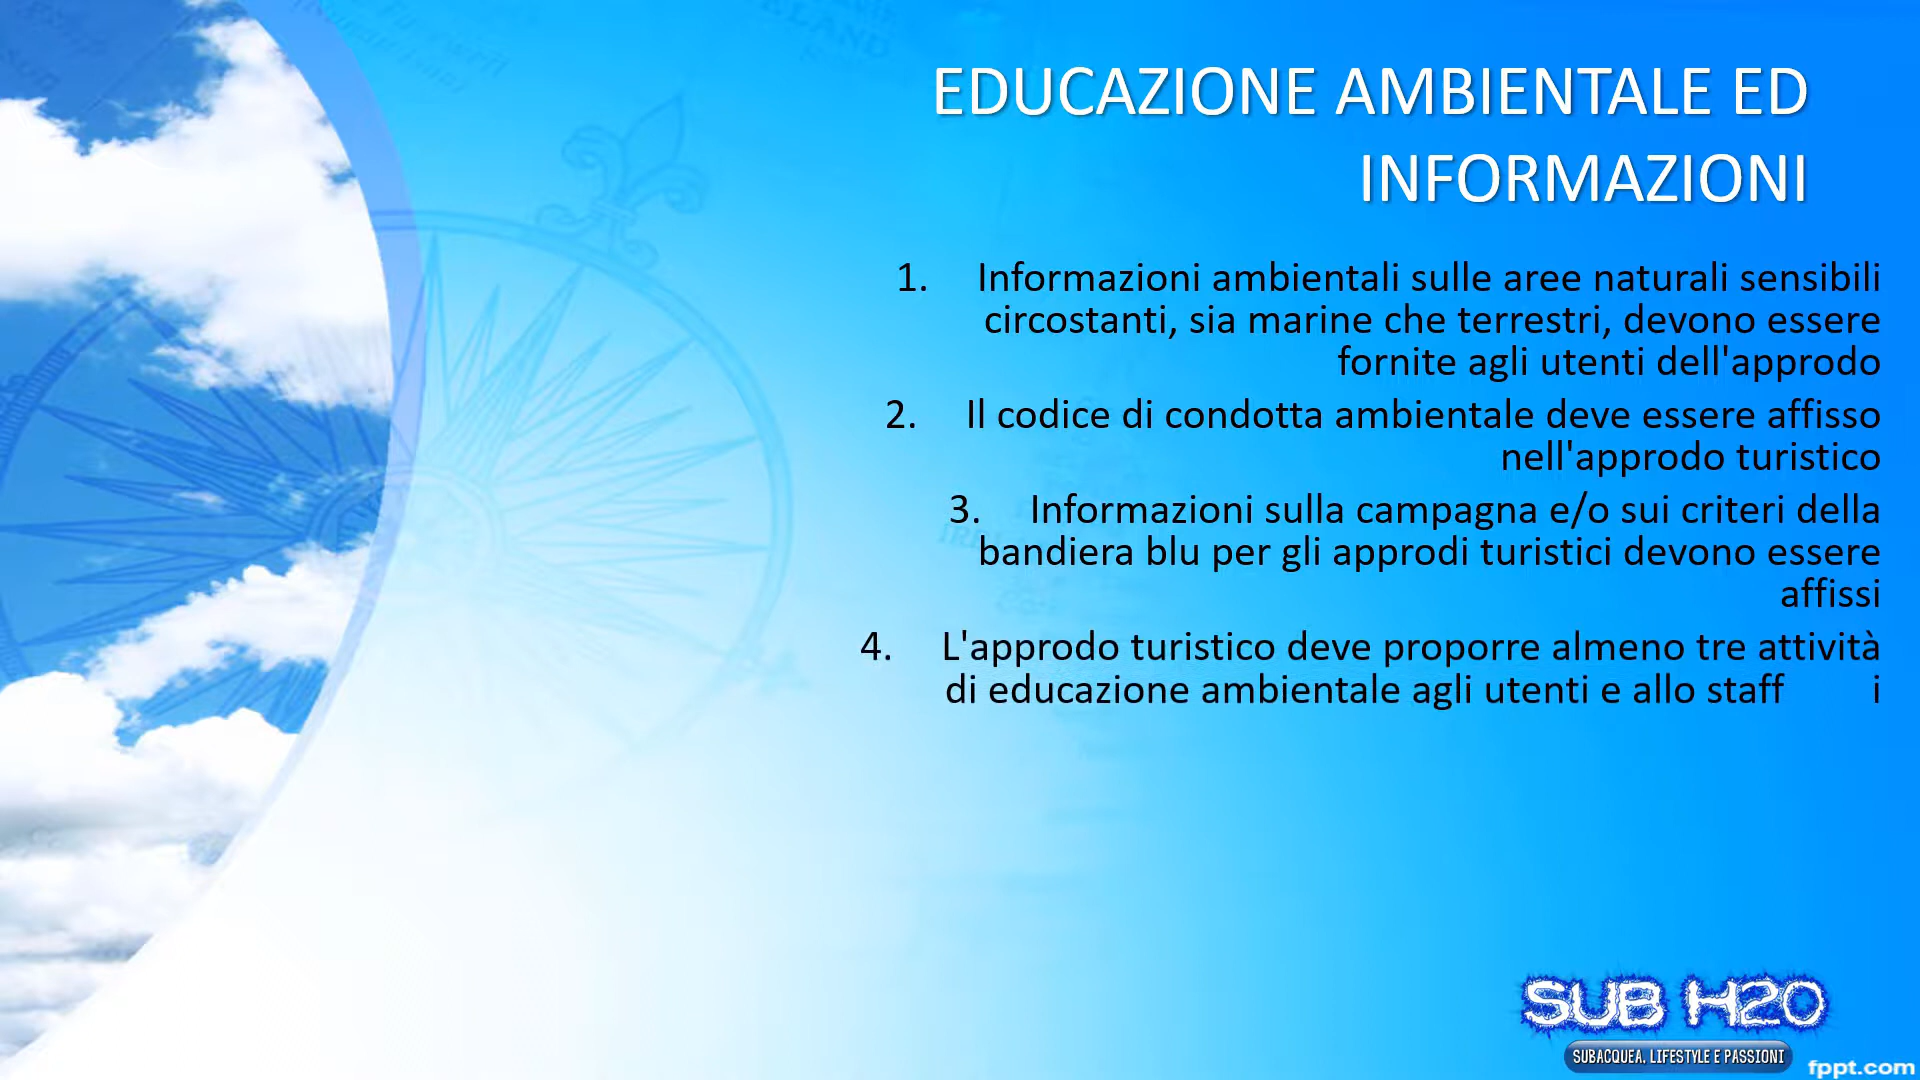 EDUCAZIONE AMBIENTALE ED
INFORMAZIONI
1. Informazioni ambientali sulle aree naturali sensibili
circostanti, sia marine che terrestri, devono essere
fornite agli utenti dell'approdo
2. Il codice di condotta ambientale deve essere affisso
nell'approdo turistico
3. Informazioni sulla campagna e/o sui criteri della
bandiera blu per gli approdi turistici devono essere
affissi
4. L'approdo turistico deve proporre almeno tre attività
di educazione ambientale agli utenti e allo staff i
SUB H2O
SUBACQUEA, LIFESTYLE E PASSIONI
fppt.com